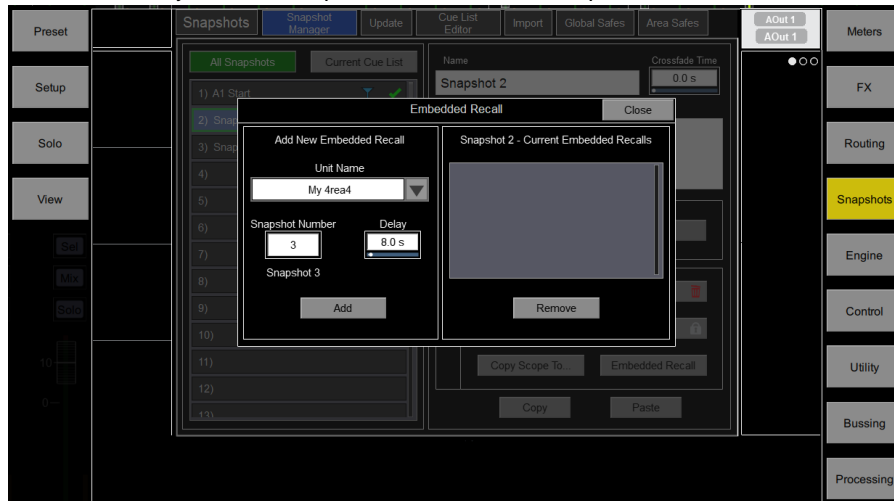 Preset
Setup
Solo
View
Sel
Mix
Solo
10
0
Snapshots
Snapshot
Manager
Update
Cue List
Editor
Import
Global Safes
Area Safes
AOut 1
AOut 1
All Snapshots
Current Cue List
1) A1 Start
2) Snap
3) Snap
4)
5)
6)
7)
8)
9)
10)
11)
12)
13)
Name
Crossfade Time
Snapshot 2
0.0 s
Embedded Recall
Close
Add New Embedded Recall
Unit Name
My 4rea4
Snapshot Number
Delay
3
8.0 s
Snapshot 3
Add
Snapshot 2 - Current Embedded Recalls
Remove
Copy Scope To...
Embedded Recall
Copy
Paste
Meters
FX
Routing
Snapshots
Engine
Control
Utility
Bussing
Processing